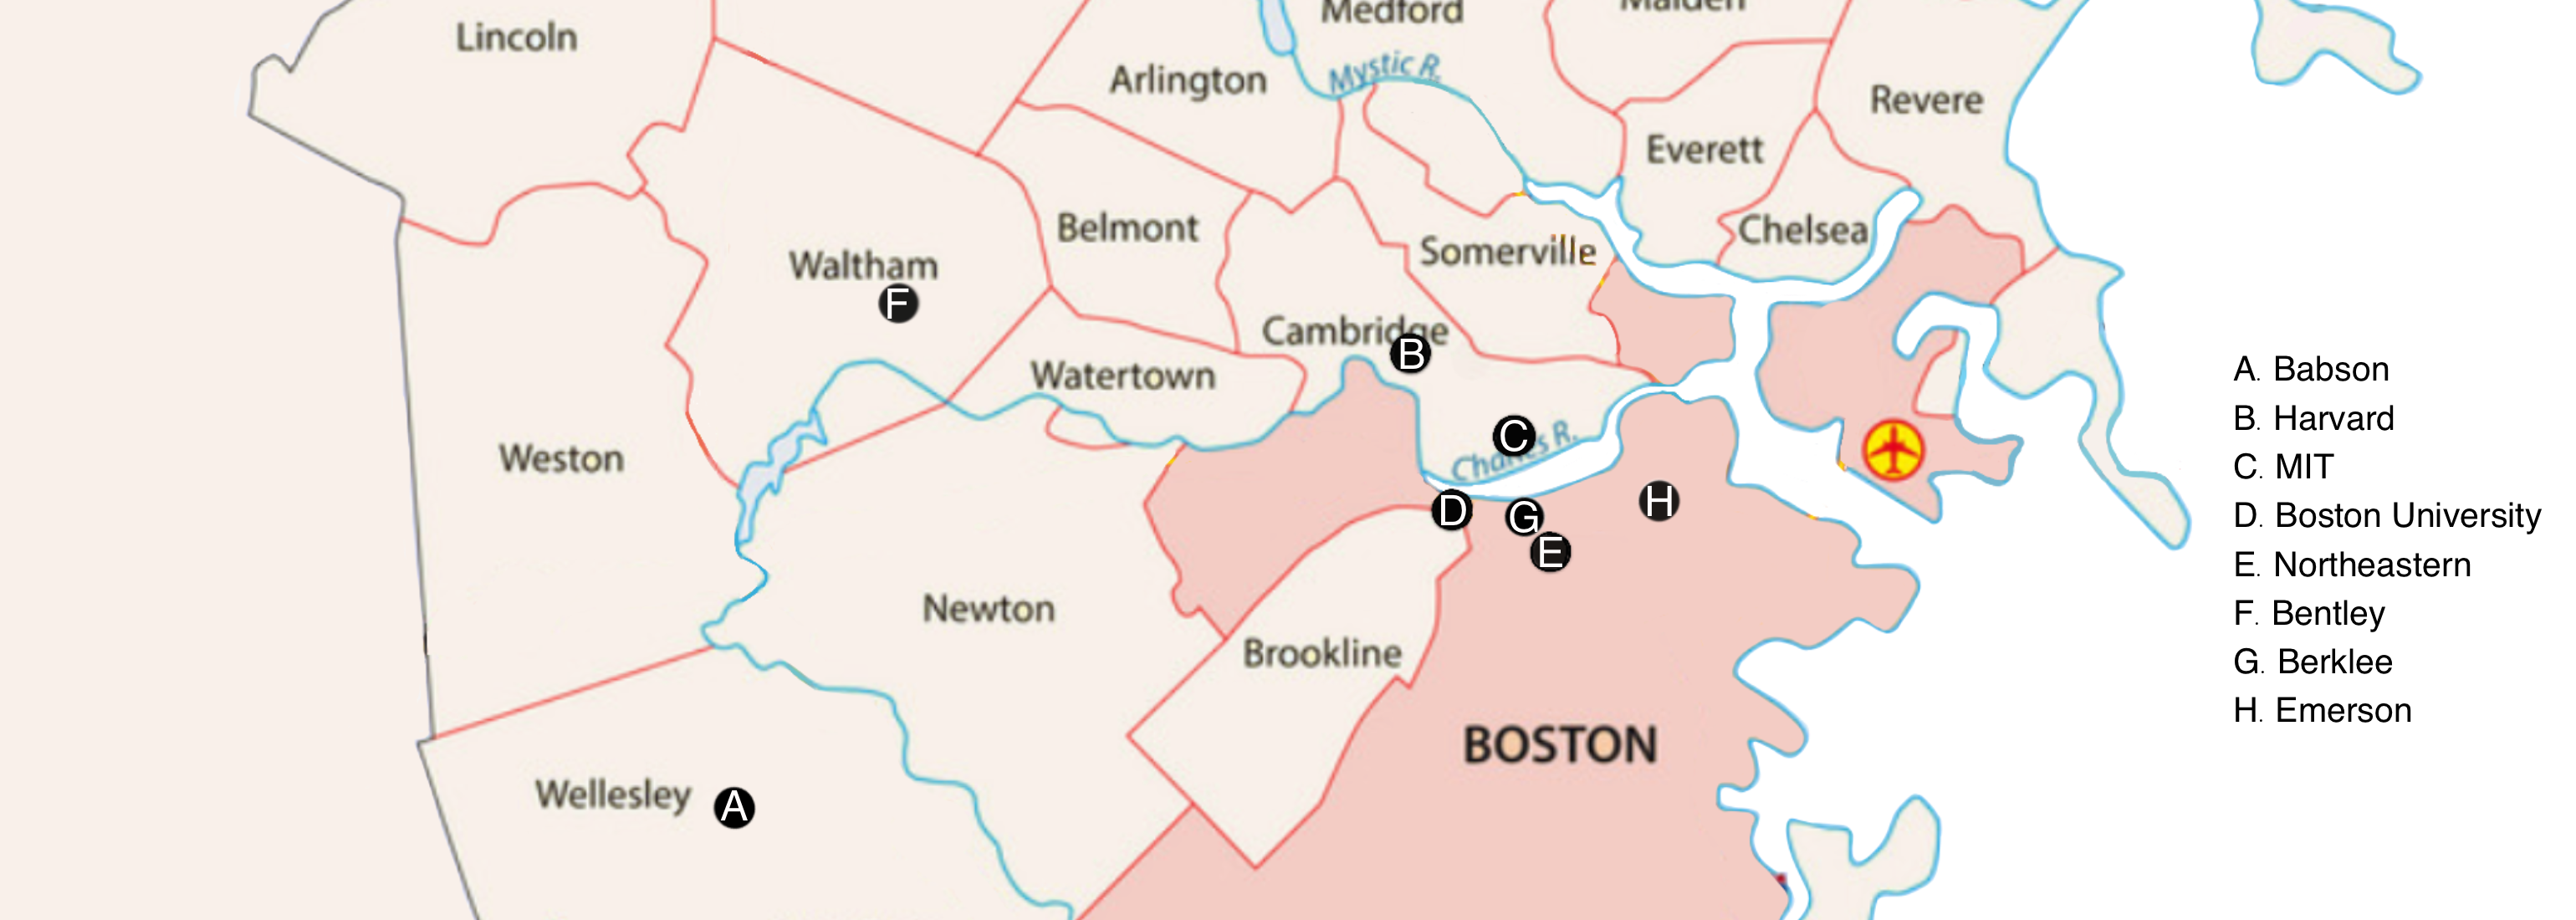 Medford
Malden
Lincoln
Mystic R.
Arlington
Revere
Everett
Belmont
Chelsea
Somerville
Waltham
F
Cambridge
B
Watertown
A. Babson
B. Harvard
C. MIT
D. Boston University
E. Northeastern
F. Bentley
G. Berklee
H. Emerson
C
Charles R.
Weston
H
D
G
E
Newton
Brookline
BOSTON
Wellesley
A